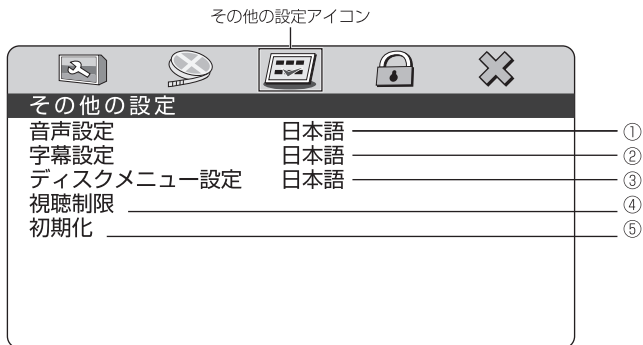 その他の設定アイコン
その他の設定
音声設定 日本語 ①
字幕設定 日本語 ②
ディスクメニュー設定 日本語 ③
視聴制限 ④
初期化 ⑤